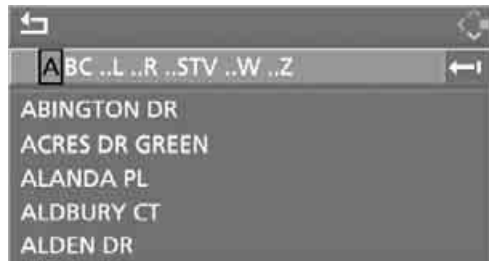 ABC ..L ..R ..STV ..W ..Z
ABINGTON DR
ACRES DR GREEN
ALANDA PL
ALDBURY CT
ALDEN DR